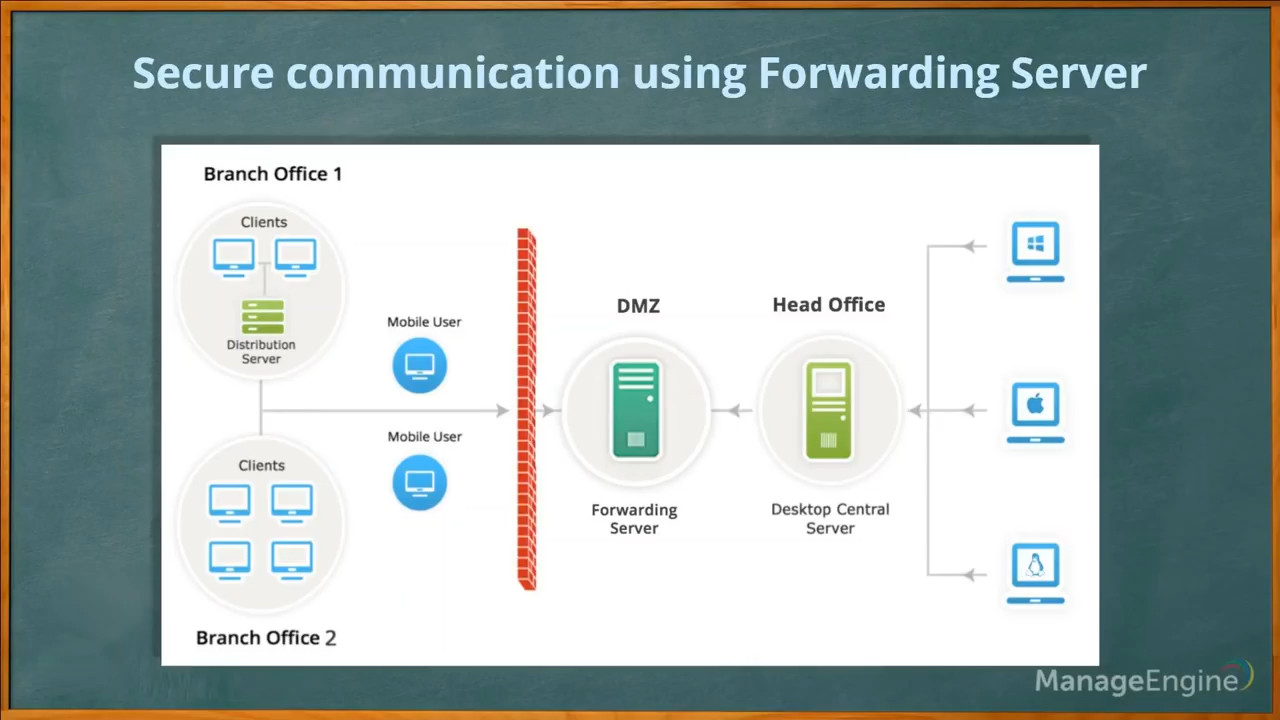 Secure communication using Forwarding Server
Branch Office 1
Clients
Distribution
Server
Mobile User
Mobile User
Clients
Branch Office 2
DMZ
Forwarding
Server
Head Office
Desktop Central
Server
ManageEngine